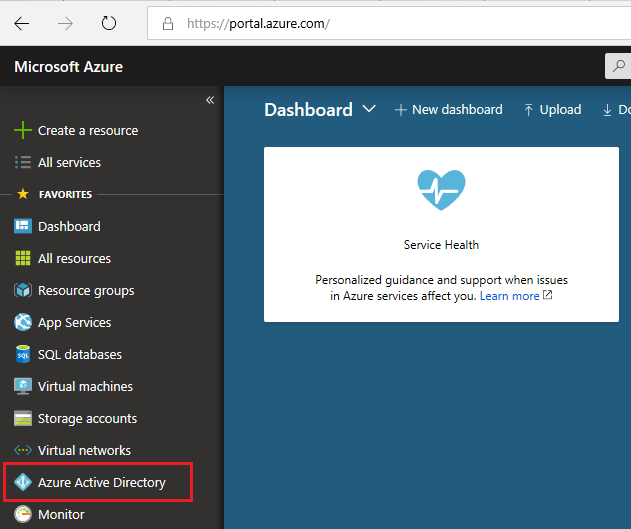 https://portal.azure.com/
Microsoft Azure
Create a resource
All services
FAVORITES
Dashboard
All resources
Resource groups
App Services
SQL
SQL databases
Virtual machines
Storage accounts
Virtual networks
Azure Active Directory
Monitor
Dashboard
New dashboard
Upload
Service Health
Personalized guidance and support when issues
in Azure services affect you. Learn more